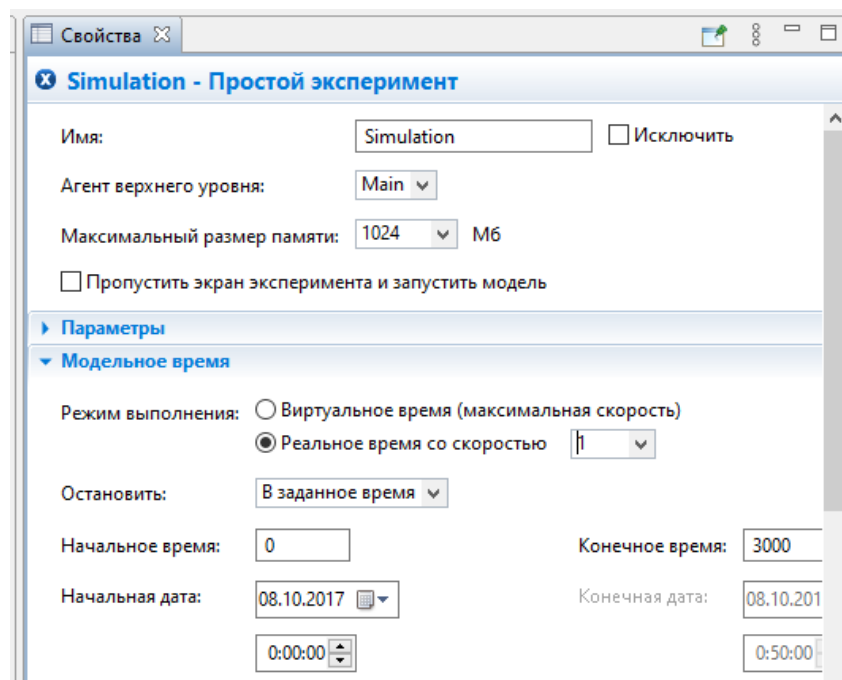 Свойства
Simulation - Простой эксперимент
Имя: Simulation Исключить
Агент верхнего уровня: Main
Максимальный размер памяти: 1024 Мб
Пропустить экран эксперимента и запустить модель
Параметры
Модельное время
Режим выполнения: Виртуальное время (максимальная скорость)
Реальное время со скоростью 1
Остановить: В заданное время
Начальное время: 0 Конечное время: 3000
Начальная дата: 08.10.2017 Конечная дата: 08.10.201
0:00:00 0:50:00